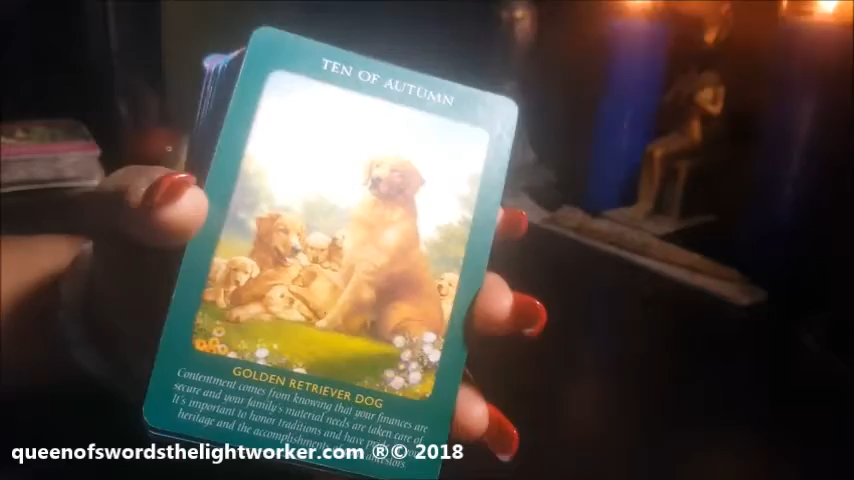 TEN OF AUTUMN
GOLDEN RETRIEVER DOG
Contentment comes from knowing that your finances are
secure and your family's material needs are taken care of
It's important to honor traditions and have
heritage and the accomplishments ancestors.
queenofswordsthelightworker.com ®© 2018